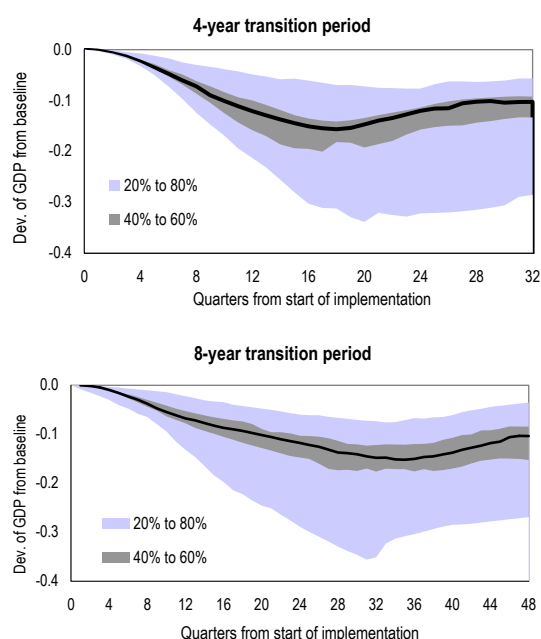 4-year transition period
Dev. of GDP from baseline
0.0
-0.1
-0.2
-0.3
-0.4
20% to 80%
40% to 60%
0 4 8 12 16 20 24 28 32
Quarters from start of implementation
8-year transition period
Dev. of GDP from baseline
0.0
-0.1
-0.2
-0.3
-0.4
20% to 80%
40% to 60%
0 4 8 12 16 20 24 28 32 36 40 44 48
Quarters from start of implementation